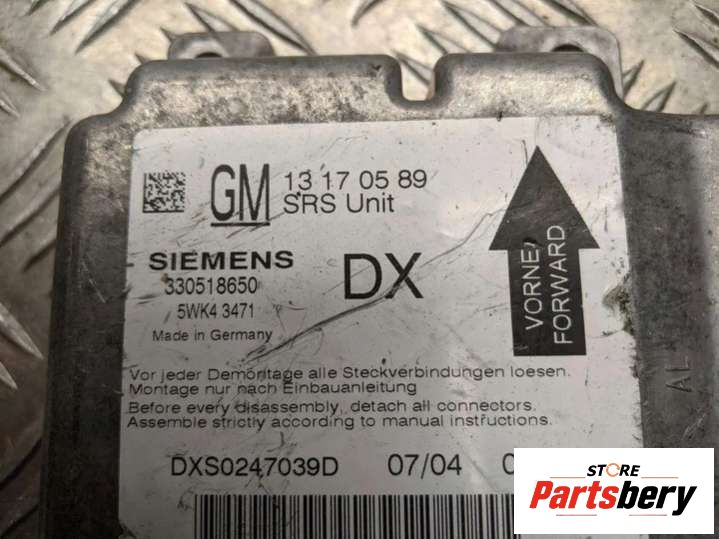 GM 13 17 05 89
SRS Unit
SIEMENS
330518650
5WK4 3471
Made in Germany
DX
VORNE/
FORWARD
Vor jeder Demontage alle Steckverbindungen loesen.
Montage nur nach Einbauanleitung
Before every disassembly, detach all connectors.
Assemble strictly according to manual instructions.
DXS0247039D 07/04
AL
STORE
Partsbery